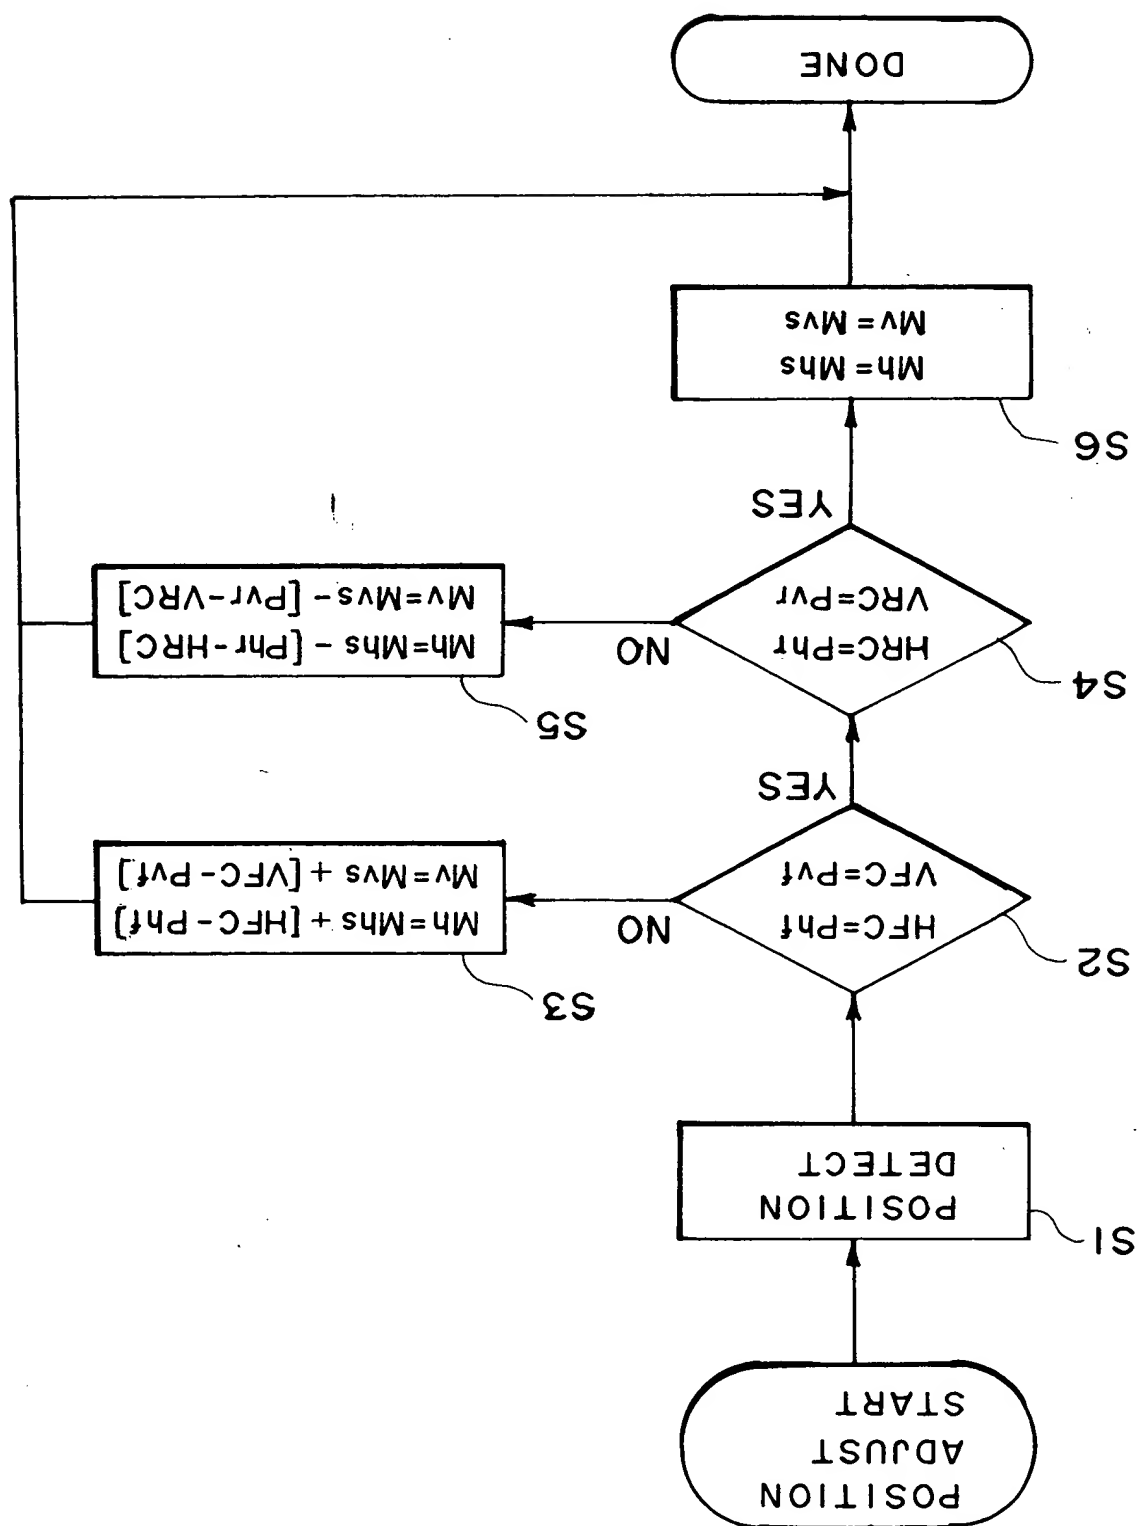 POSITION
ADJUST
START
POSITION
DETECT
S1
HFC=Phf
VFC=Pvf
S2
NO
YES
Mh=Mhs + [HFC-Phf]
Mv=Mvs + [VFC-Pvf]
S3
HRC=Phr
VRC=Pvr
S4
NO
YES
Mh=Mhs - [Phr-HRC]
Mv=Mvs - [Pvr-VRC]
S5
Mh=Mhs
Mv=Mvs
S6
DONE